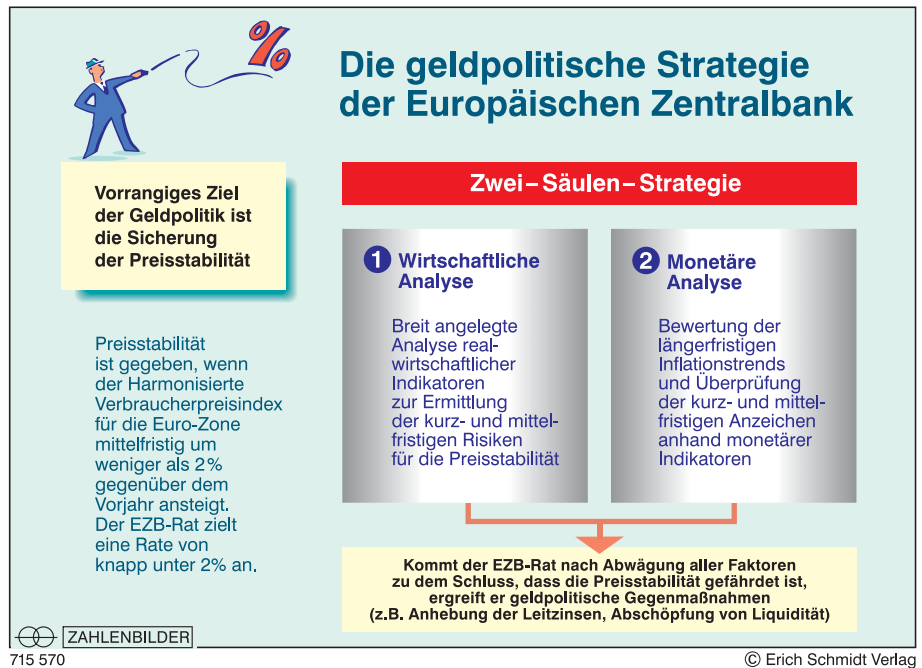 %
Die geldpolitische Strategie
der Europäischen Zentralbank
Vorrangiges Ziel
der Geldpolitik ist
die Sicherung
der Preisstabilität
Preisstabilität
ist gegeben, wenn
der Harmonisierte
Verbraucherpreisindex
für die Euro-Zone
mittelfristig um
weniger als 2%
gegenüber dem
Vorjahr ansteigt.
Der EZB-Rat zielt
eine Rate von
knapp unter 2% an.
Zwei–Säulen–Strategie
1 Wirtschaftliche
Analyse
Breit angelegte
Analyse real-
wirtschaftlicher
Indikatoren
zur Ermittlung
der kurz- und mittel-
fristigen Risiken
für die Preisstabilität
2 Monetäre
Analyse
Bewertung der
längerfristigen
Inflationstrends
und Überprüfung
der kurz- und mittel-
fristigen Anzeichen
anhand monetärer
Indikatoren
Kommt der EZB-Rat nach Abwägung aller Faktoren
zu dem Schluss, dass die Preisstabilität gefährdet ist,
ergreift er geldpolitische Gegenmaßnahmen
(z.B. Anhebung der Leitzinsen, Abschöpfung von Liquidität)
ZAHLENBILDER
715 570
© Erich Schmidt Verlag